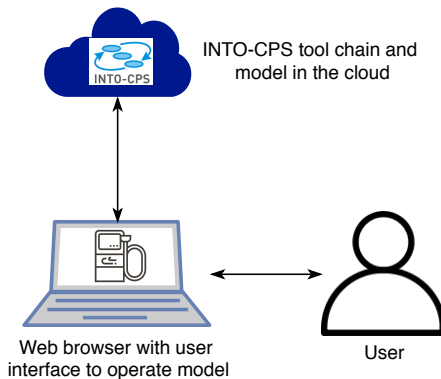 INTO-CPS tool chain and
model in the cloud
INTO-CPS
Web browser with user
interface to operate model
User